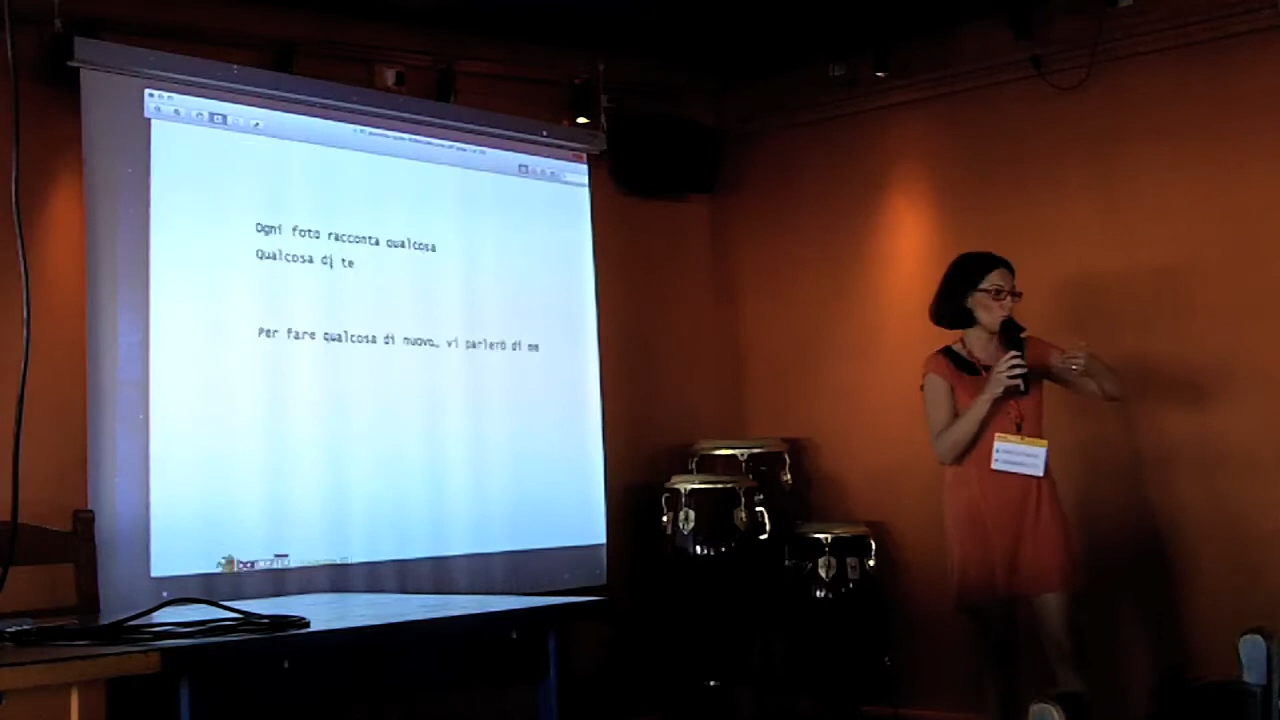 Ogni foto racconta qualcosa
Qualcosa di te
Per fare qualcosa di nuovo… vi parlerò di me